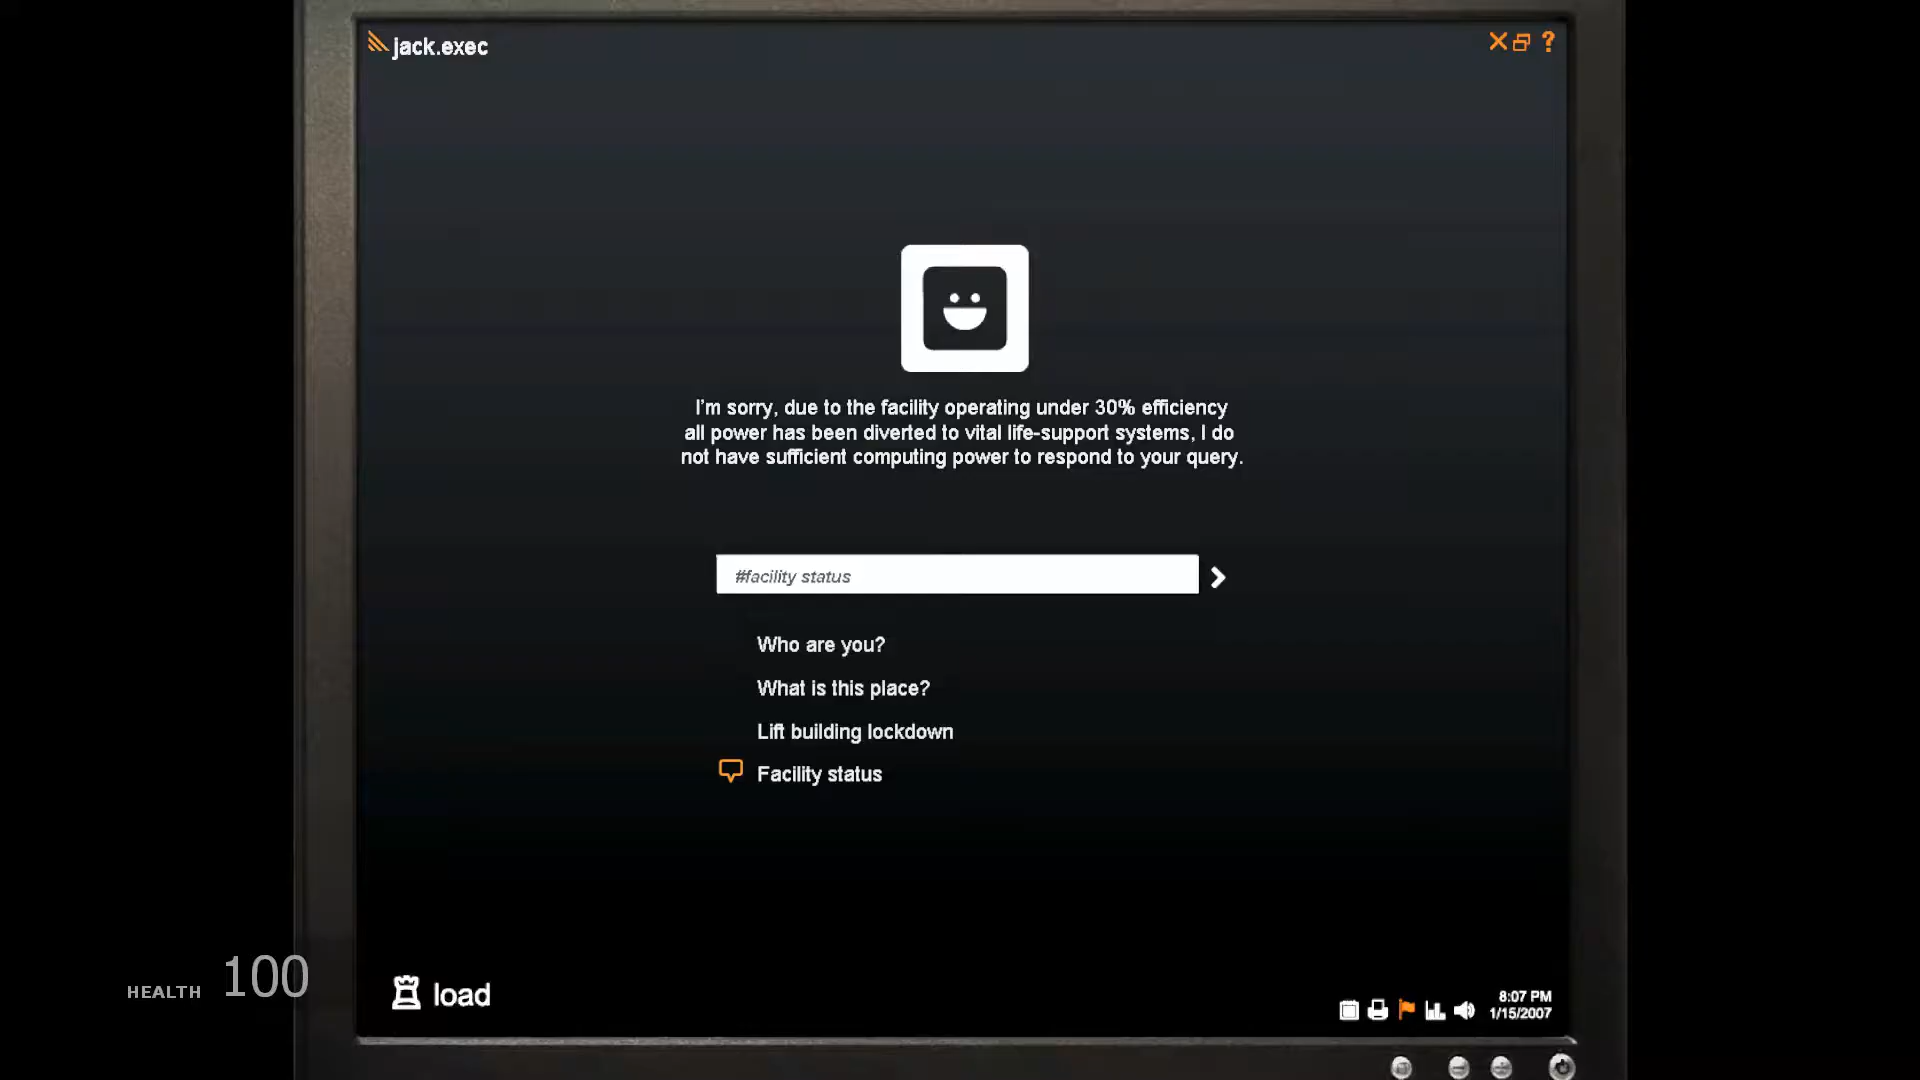 jack.exec
?
I'm sorry, due to the facility operating under 30% efficiency
all power has been diverted to vital life-support systems, I do
not have sufficient computing power to respond to your query.
#facility status
Who are you?
What is this place?
Lift building lockdown
Facility status
HEALTH 100
load
8:07 PM
1/15/2007